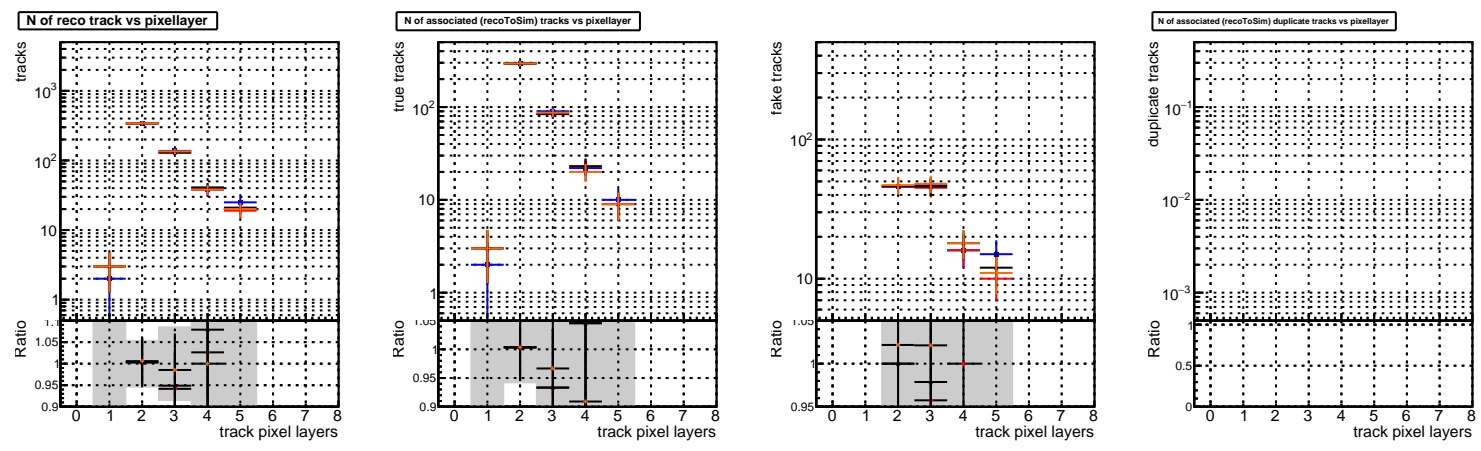 N of reco track vs pixellayer
tracks
10³
10²
10
1
Ratio
1.1
1.05
1
0.95
0.9
0 1 2 3 4 5 6 7 8
track pixel layers
N of associated (recoToSim) tracks vs pixellayer
true tracks
10²
10
1
Ratio
1.05
1
0.95
0.9
0 1 2 3 4 5 6 7 8
track pixel layers
fake tracks
10²
10
Ratio
1.05
1
0.95
0 1 2 3 4 5 6 7 8
track pixel layers
N of associated (recoToSim) duplicate tracks vs pixellayer
duplicate tracks
10⁻¹
10⁻²
10⁻³
Ratio
1
0.5
0
0 1 2 3 4 5 6 7 8
track pixel layers